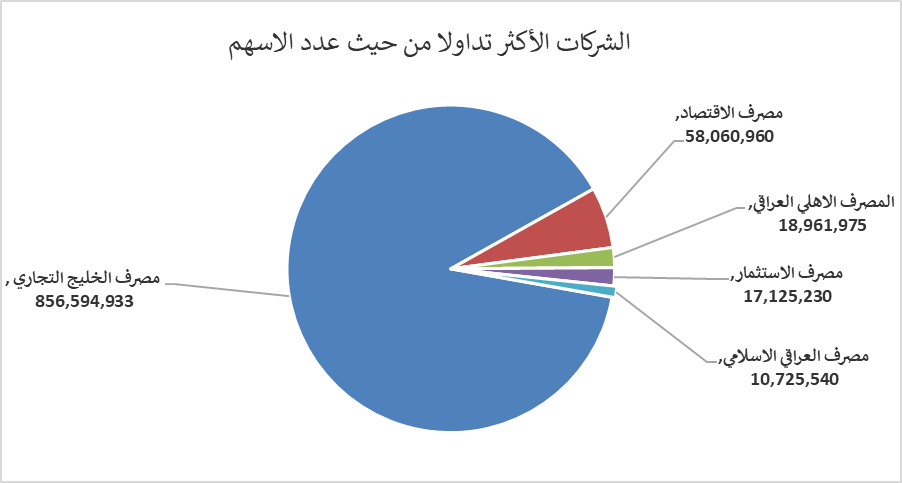 الشركات الأكثر تداولا من حيث عدد الاسهم
مصرف الاقتصاد,
58,060,960
المصرف الاهلي العراقي,
18,961,975
مصرف الاستثمار,
17,125,230
مصرف العراقي الاسلامي,
10,725,540
مصرف الخليج التجاري ,
856,594,933